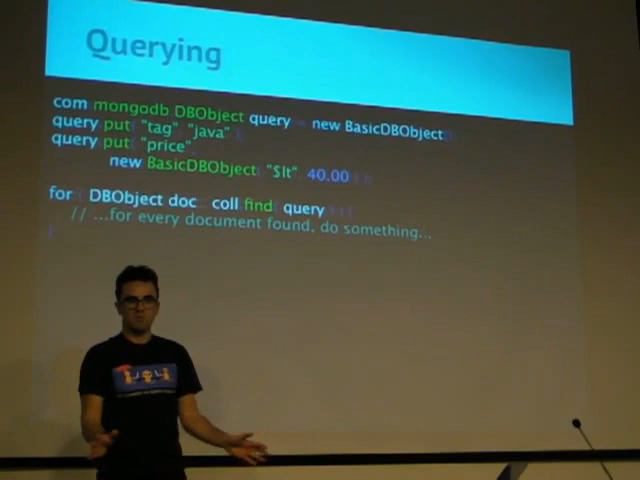 Querying
com mongodb DBObject query = new BasicDBObject();
query put( "tag" "java" );
query put( "price",
new BasicDBObject( "$lt" 40.00 ) );
for ( DBObject doc coll find( query ) ) {
// ...for every document found, do something...
}